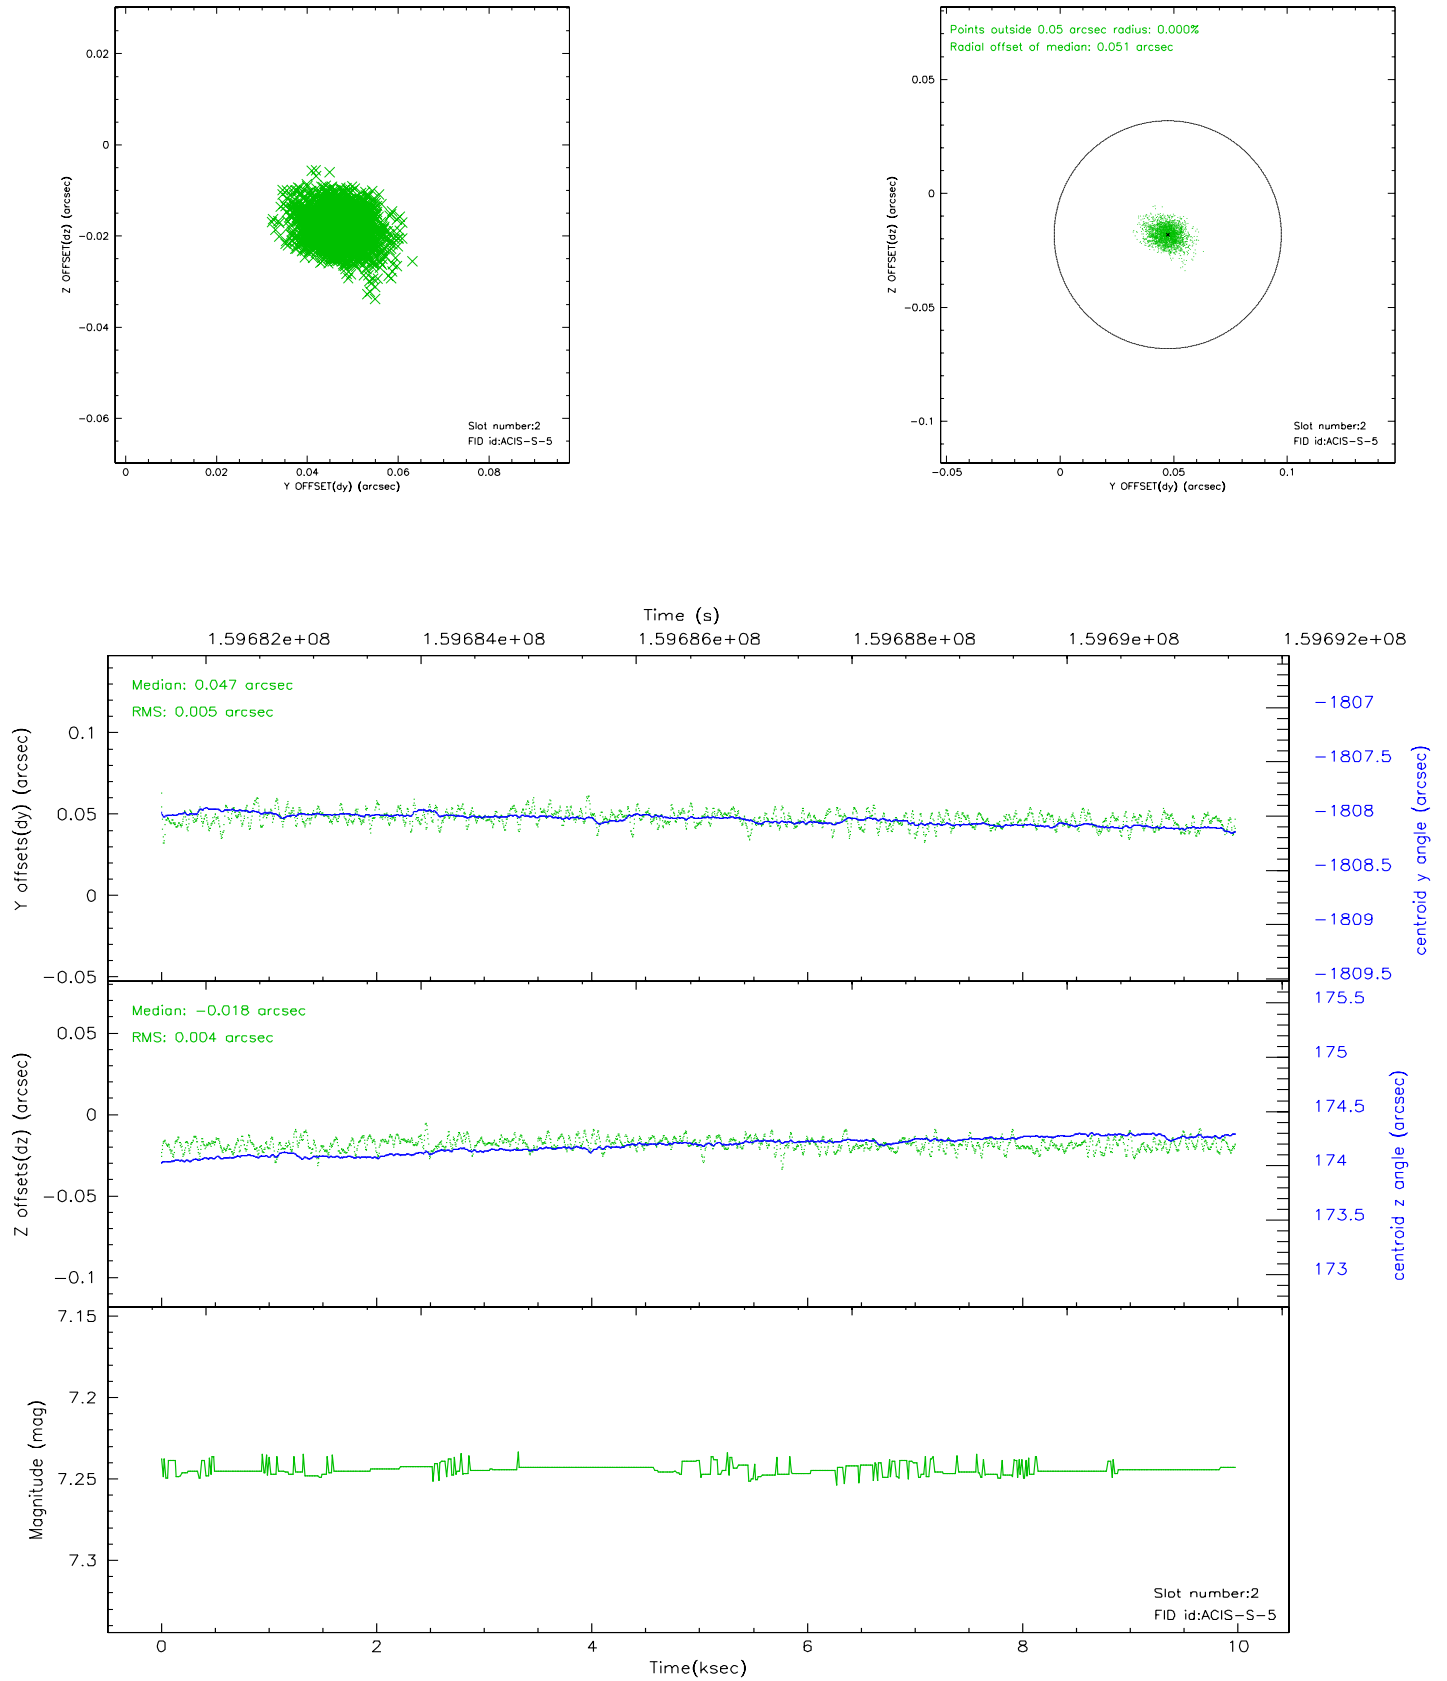 0.02
0
-0.02
-0.04
-0.06
Z OFFSET(dz) (arcsec)
Slot number:2
FID id:ACIS-S-5
0 0.02 0.04 0.06 0.08
Y OFFSET(dy) (arcsec)
Points outside 0.05 arcsec radius: 0.000%
Radial offset of median: 0.051 arcsec
0.05
0
-0.05
-0.1
Z OFFSET(dz) (arcsec)
Slot number:2
FID id:ACIS-S-5
-0.05 0 0.05 0.1
Y OFFSET(dy) (arcsec)
Time (s)
1.59682e+08 1.59684e+08 1.59686e+08 1.59688e+08 1.5969e+08 1.59692e+08
Median: 0.047 arcsec
RMS: 0.005 arcsec
0.1
0.05
0
-0.05
Y offsets(dy) (arcsec)
-1807
-1807.5
-1808
-1808.5
-1809
-1809.5
centroid y angle (arcsec)
Median: -0.018 arcsec
RMS: 0.004 arcsec
0.05
0
-0.05
-0.1
Z offsets(dz) (arcsec)
175.5
175
174.5
174
173.5
173
centroid z angle (arcsec)
7.15
7.2
7.25
7.3
Magnitude (mag)
Slot number:2
FID id:ACIS-S-5
0 2 4 6 8 10
Time(ksec)